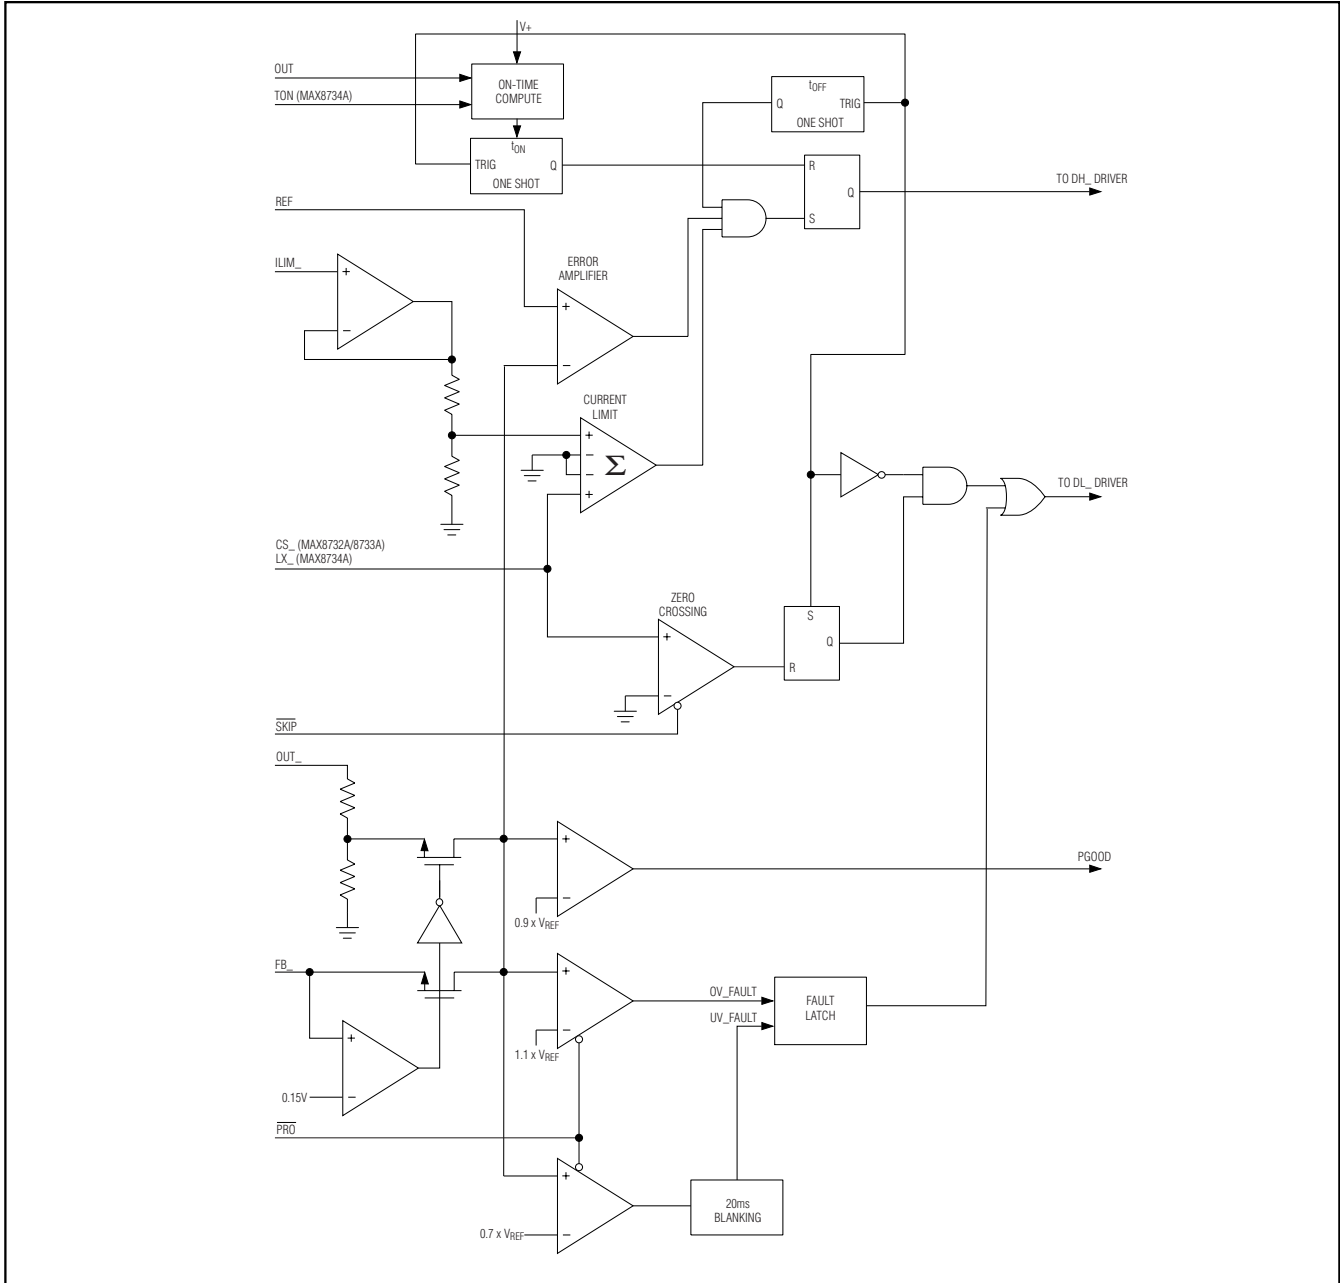 V+
OUT
TON (MAX8734A)
ON-TIME
COMPUTE
tOFF
Q
TRIG
ONE SHOT
tON
TRIG
Q
ONE SHOT
R
Q
S
TO DH_ DRIVER
REF
ILIM_
+
−
ERROR
AMPLIFIER
+
−
CURRENT
LIMIT
+
−
−
+
Σ
TO DL_ DRIVER
CS_ (MAX8732A/8733A)
LX_ (MAX8734A)
ZERO
CROSSING
+
−
S
Q
R
SKIP
OUT_
+
−
0.9 x VREF
PGOOD
FB_
+
−
1.1 x VREF
OV_FAULT
UV_FAULT
FAULT
LATCH
+
−
0.15V
PRO
+
−
0.7 x VREF
20ms
BLANKING